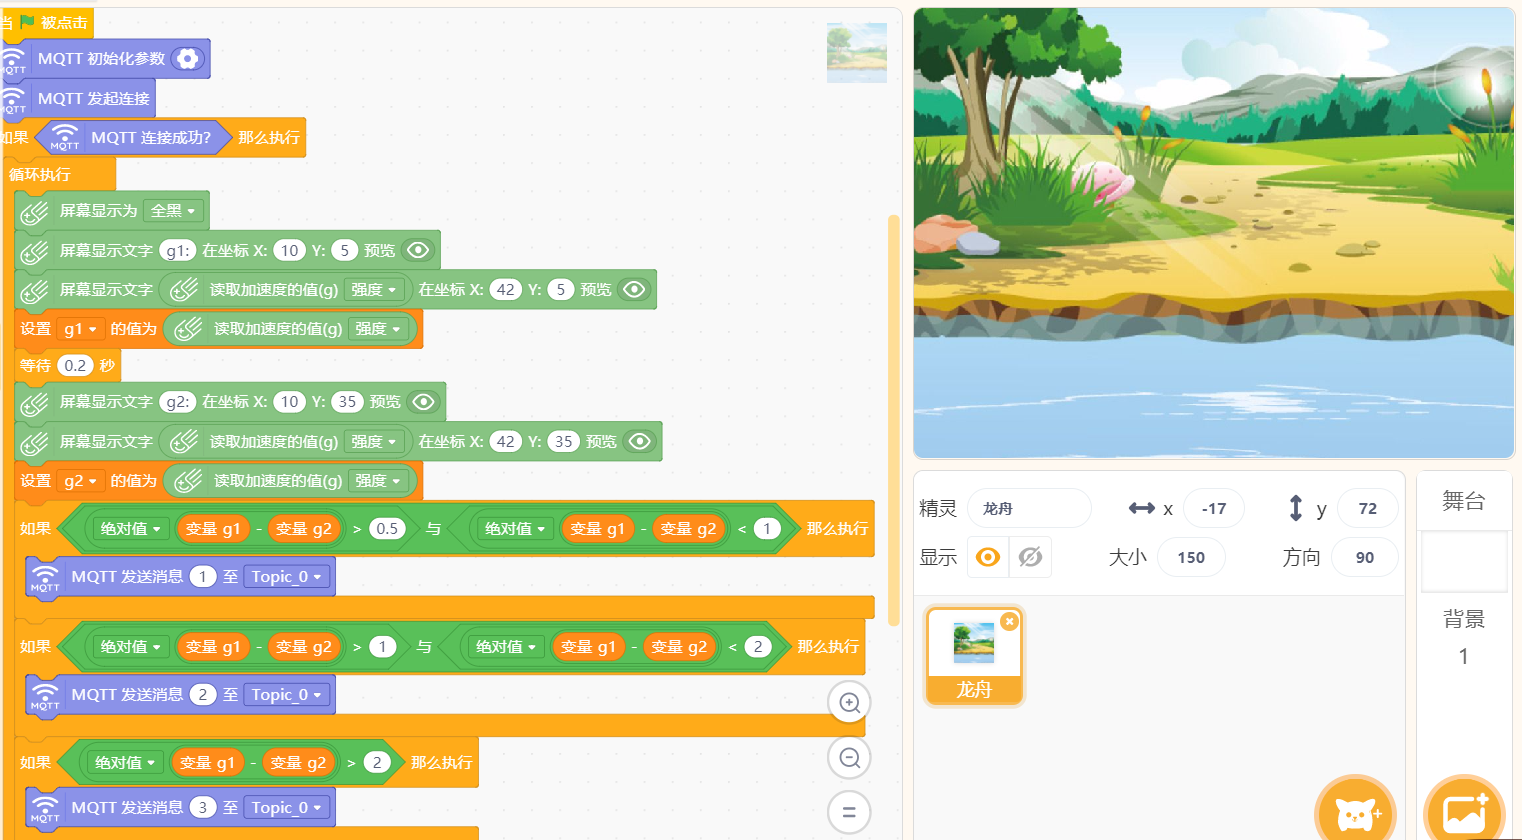 当 被点击
MQTT MQTT 初始化参数
MQTT MQTT 发起连接
如果 MQTT MQTT 连接成功? 那么执行
循环执行
屏幕显示为 全黑
屏幕显示文字 g1: 在坐标 X: 10 Y: 5 预览
屏幕显示文字 读取加速度的值(g) 强度 在坐标 X: 42 Y: 5 预览
设置 g1 的值为 读取加速度的值(g) 强度
等待 0.2 秒
屏幕显示文字 g2: 在坐标 X: 10 Y: 35 预览
屏幕显示文字 读取加速度的值(g) 强度 在坐标 X: 42 Y: 35 预览
设置 g2 的值为 读取加速度的值(g) 强度
如果 绝对值 变量 g1 - 变量 g2 > 0.5 与 绝对值 变量 g1 - 变量 g2 < 1 那么执行
MQTT MQTT 发送消息 1 至 Topic_0
如果 绝对值 变量 g1 - 变量 g2 > 1 与 绝对值 变量 g1 - 变量 g2 < 2 那么执行
MQTT MQTT 发送消息 2 至 Topic_0
如果 绝对值 变量 g1 - 变量 g2 > 2 那么执行
MQTT MQTT 发送消息 3 至 Topic_0
精灵 龙舟 x -17 y 72
显示 大小 150 方向 90
龙舟
舞台
背景
1